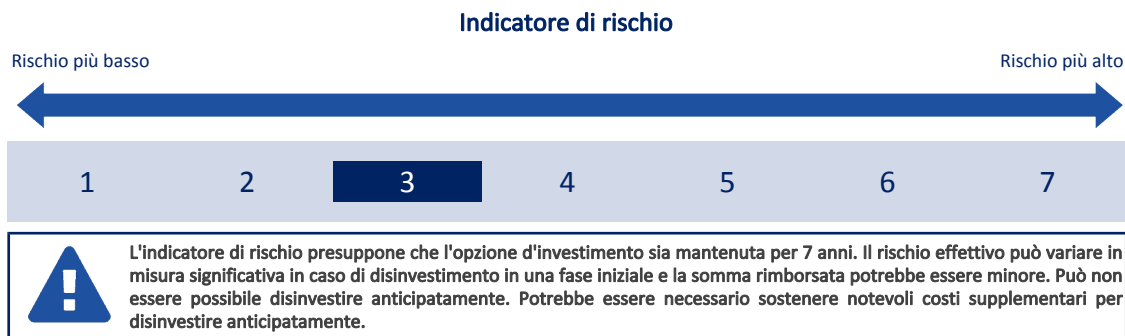 Indicatore di rischio
Rischio più basso Rischio più alto
1 2 3 4 5 6 7
L'indicatore di rischio presuppone che l'opzione d'investimento sia mantenuta per 7 anni. Il rischio effettivo può variare in
misura significativa in caso di disinvestimento in una fase iniziale e la somma rimborsata potrebbe essere minore. Può non
essere possibile disinvestire anticipatamente. Potrebbe essere necessario sostenere notevoli costi supplementari per
disinvestire anticipatamente.